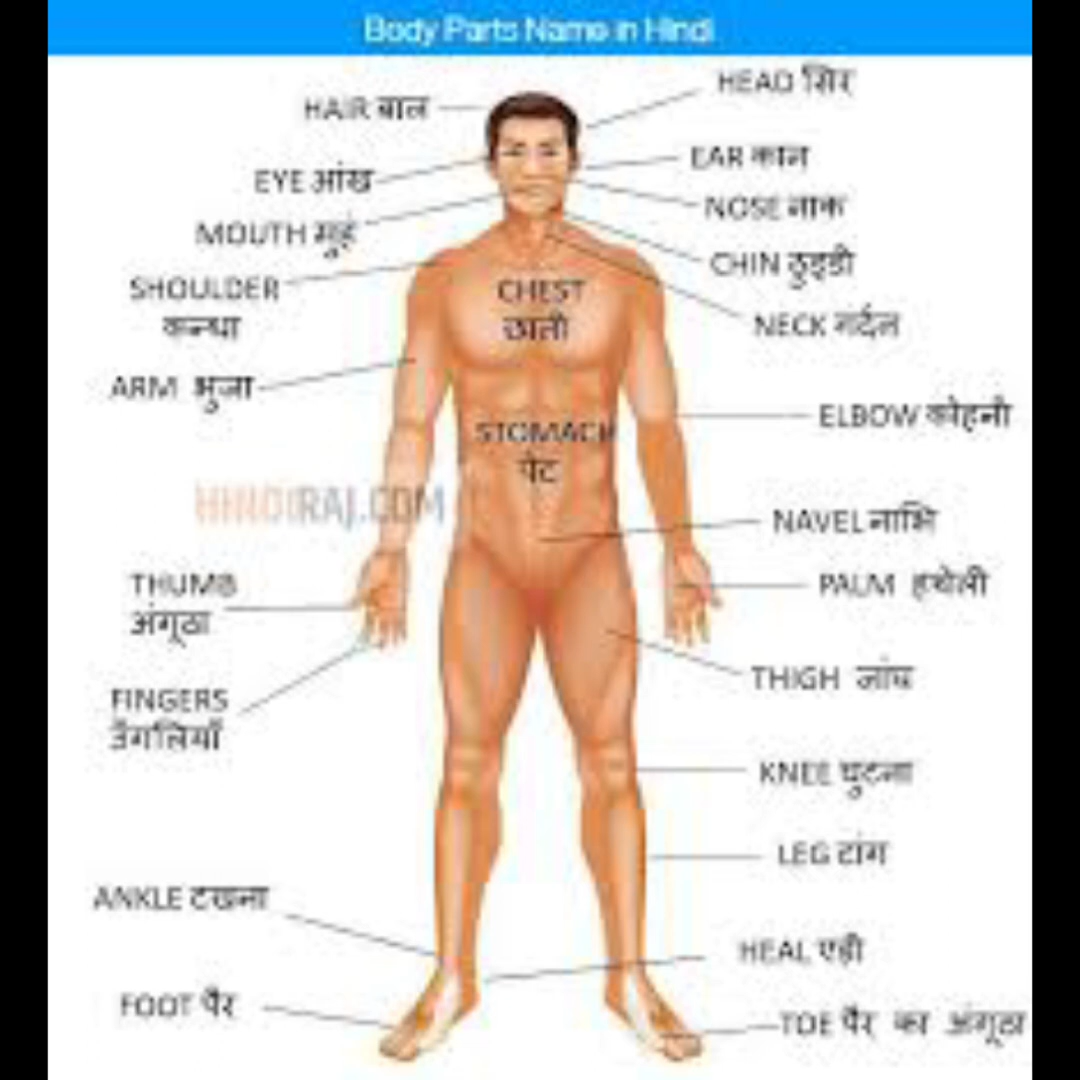 Body Parts Name in Hindi
HEAD सिर
HAIR बाल
EAR कान
EYE आंख
NOSE नाक
MOUTH मुहं
CHIN ठुड्डी
SHOULDER
कन्धा
CHEST
छाती
NECK गर्दन
ARM भुजा
ELBOW कोहनी
STOMACH
पेट
HINDIRAJ.COM
NAVEL नाभि
THUMB
अंगूठा
PALM हथेली
THIGH जांघ
FINGERS
उँगलियाँ
KNEE घुटना
LEG टांग
ANKLE टखना
HEAL एड़ी
FOOT पैर
TOE पैर का अंगूठा